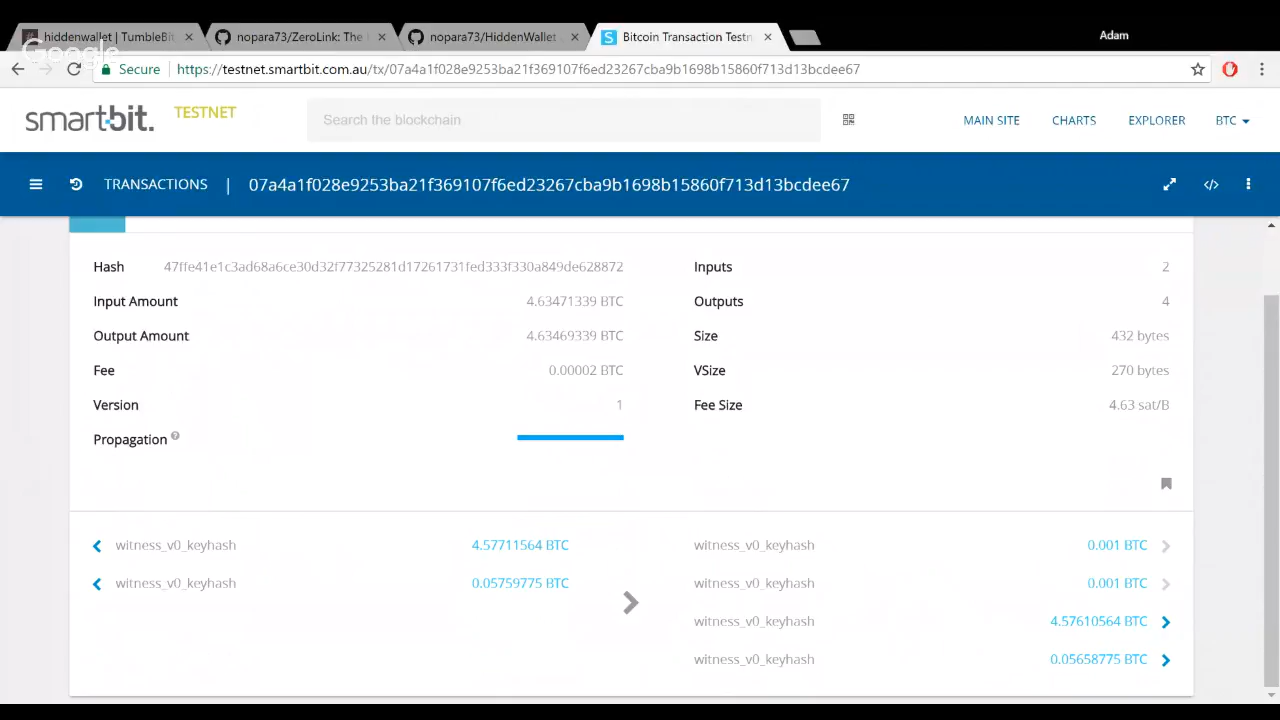 hiddenwallet | TumbleBit
nopara73/ZeroLink: The
nopara73/HiddenWallet
Bitcoin Transaction Testn
Adam
Google
Secure
https://testnet.smartbit.com.au/tx/07a4a1f028e9253ba21f369107f6ed23267cba9b1698b15860f713d13bcdee67
smartbit.
TESTNET
Search the blockchain
MAIN SITE
CHARTS
EXPLORER
BTC
TRANSACTIONS | 07a4a1f028e9253ba21f369107f6ed23267cba9b1698b15860f713d13bcdee67
Hash 47ffe41e1c3ad68a6ce30d32f77325281d17261731fed333f330a849de628872
Input Amount 4.63471339 BTC
Output Amount 4.63469339 BTC
Fee 0.00002 BTC
Version 1
Propagation ?
Inputs 2
Outputs 4
Size 432 bytes
VSize 270 bytes
Fee Size 4.63 sat/B
witness_v0_keyhash 4.57711564 BTC
witness_v0_keyhash 0.05759775 BTC
witness_v0_keyhash 0.001 BTC
witness_v0_keyhash 0.001 BTC
witness_v0_keyhash 4.57610564 BTC
witness_v0_keyhash 0.05658775 BTC